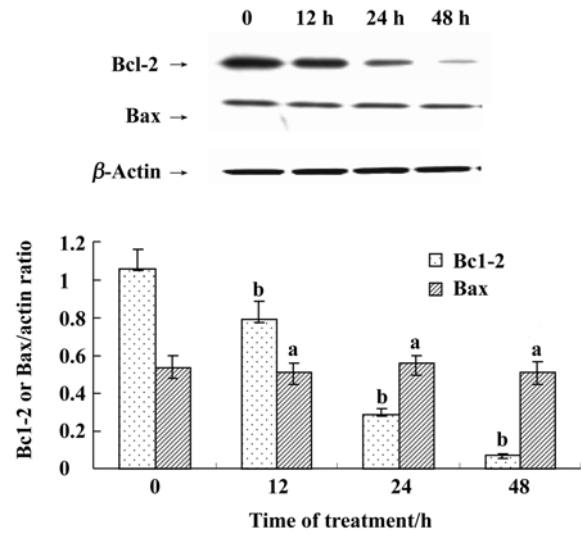 0 12 h 24 h 48 h
Bcl-2 →
Bax →
β-Actin →
Bc1-2 or Bax/actin ratio
1.2
1
0.8
0.6
0.4
0.2
0
Bc1-2
Bax
b
a
b
a
b
a
0 12 24 48
Time of treatment/h